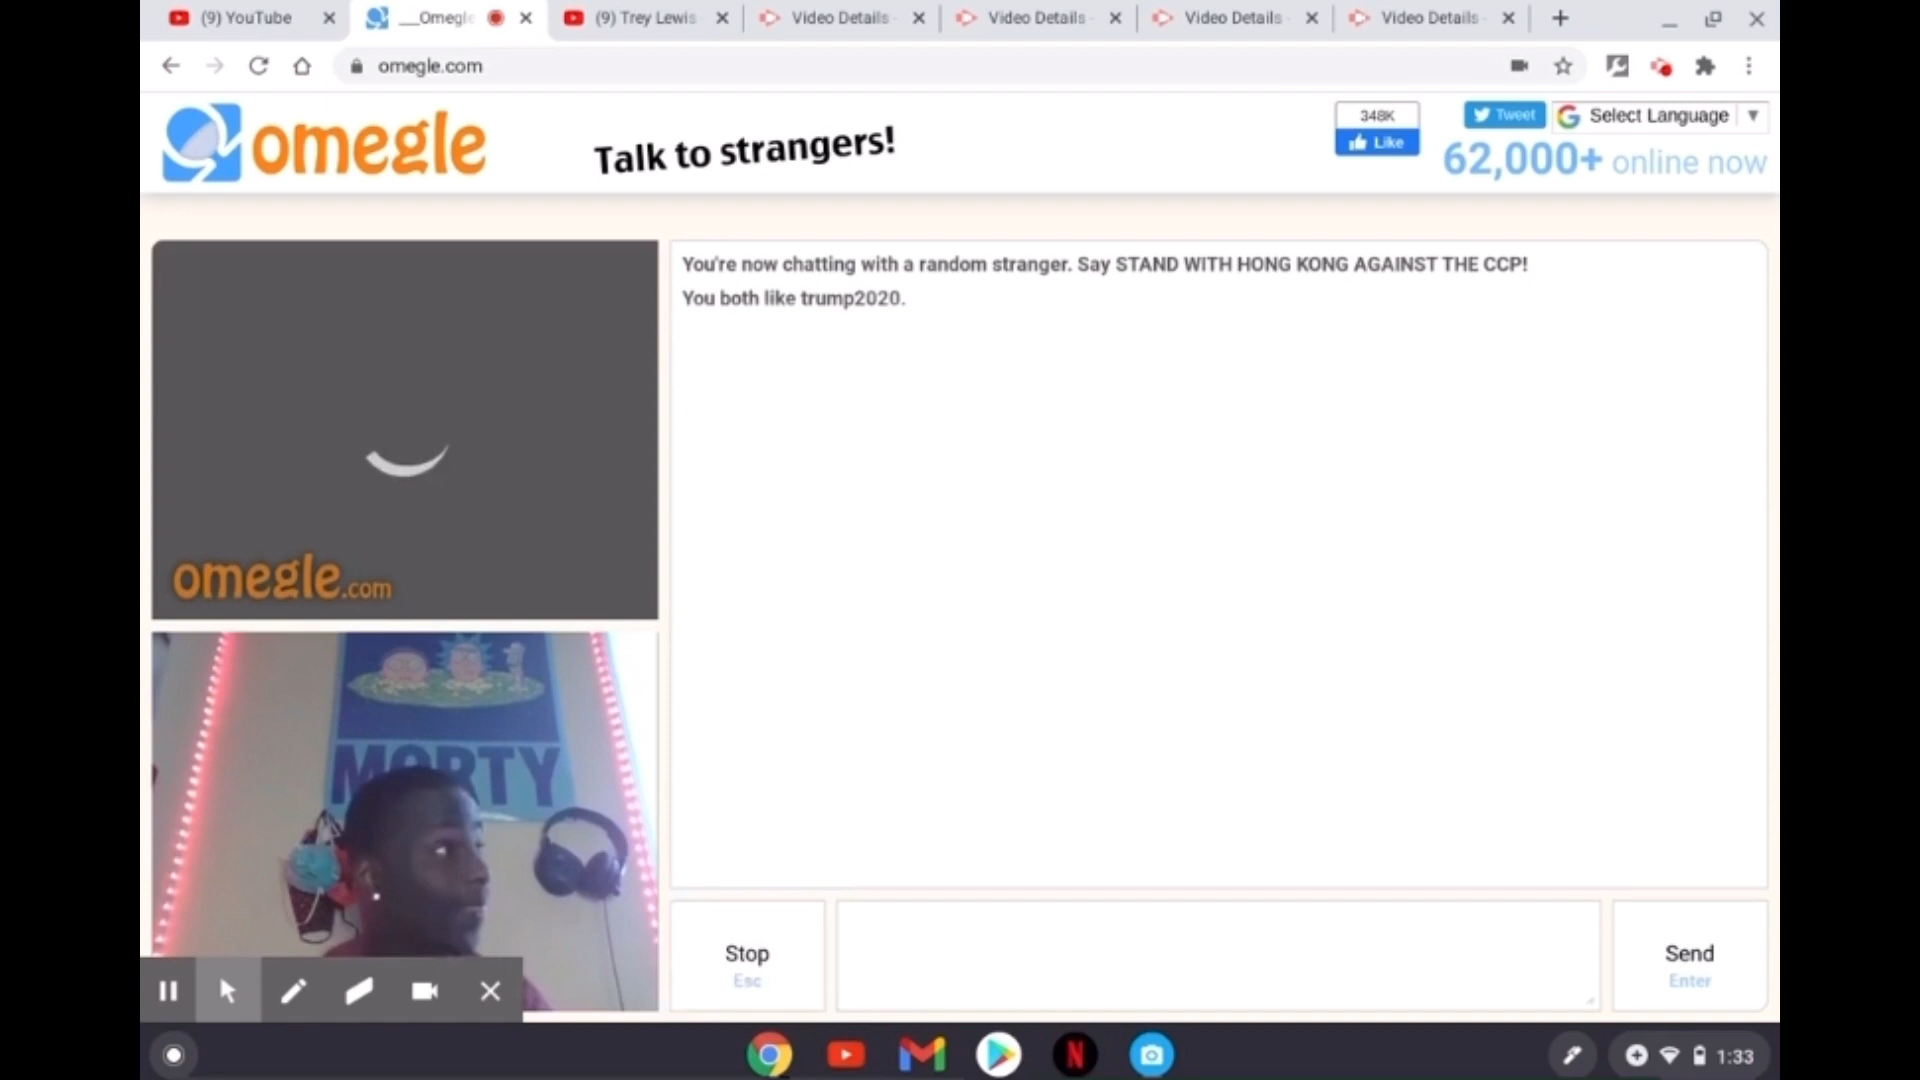 (9) YouTube
__Omegle
(9) Trey Lewis
Video Details -
Video Details -
Video Details -
Video Details -
omegle.com
omegle
Talk to strangers!
348K
Like
Tweet
Select Language
62,000+ online now
You're now chatting with a random stranger. Say STAND WITH HONG KONG AGAINST THE CCP!
You both like trump2020.
omegle.com
MORTY
Stop
Esc
Send
Enter
1:33